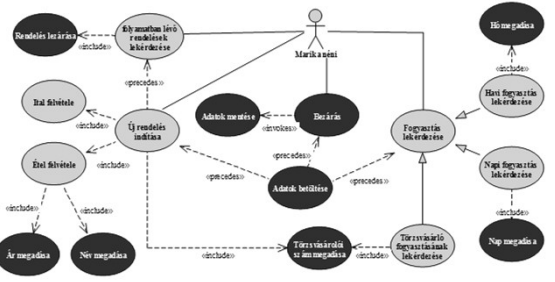 Rendelés lezárása
«include»
folyamatban lévő
rendelések
lekérdezése
Marika néni
Hó megadása
«include»
«precedes»
Ital felvétele
«include»
Új rendelés
indítása
Adatok mentése
«invokes»
Bezárás
Fogyasztás
lekérdezése
Havi fogyasztás
lekérdezése
Étel felvétele
«include»
«precedes»
«precedes»
Adatok betöltése
«precedes»
Napi fogyasztás
lekérdezése
«include»
«include»
«include»
Ár megadása
Név megadása
«include»
Törzsvásárolói
szám megadása
«include»
Törzsvásárló
fogyasztásának
lekérdezése
Nap megadása